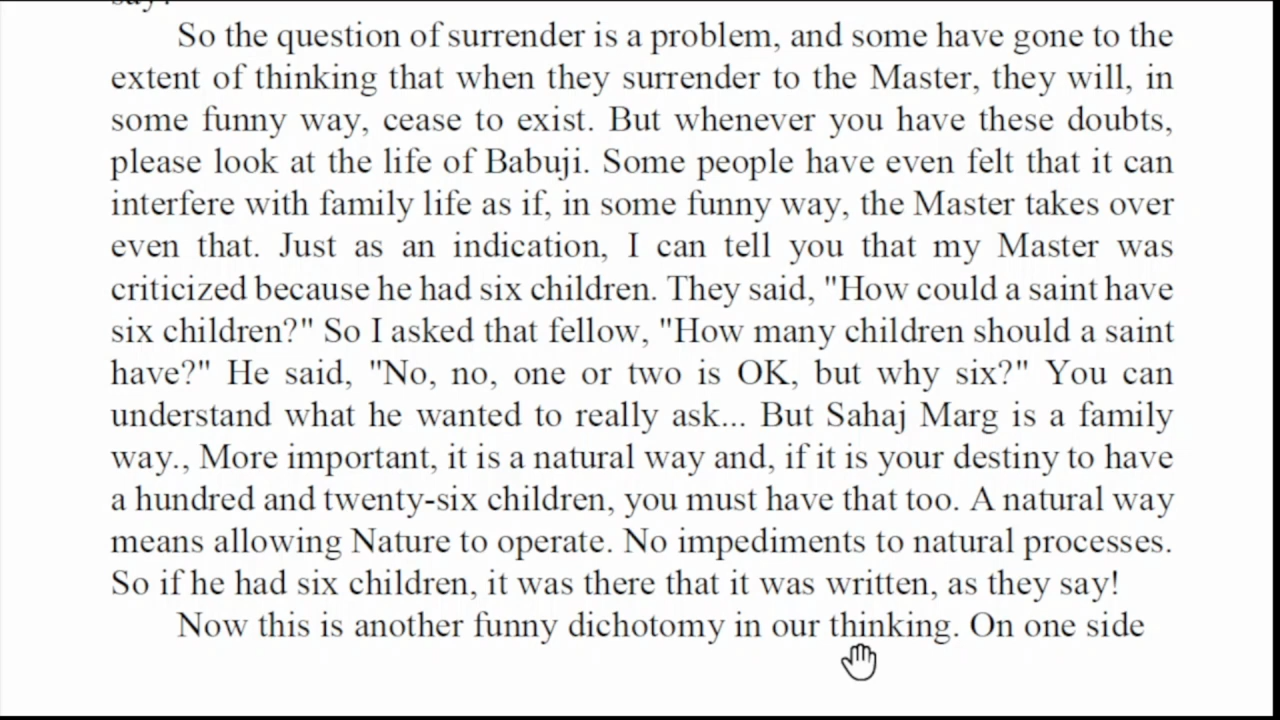 say!
So the question of surrender is a problem, and some have gone to the
extent of thinking that when they surrender to the Master, they will, in
some funny way, cease to exist. But whenever you have these doubts,
please look at the life of Babuji. Some people have even felt that it can
interfere with family life as if, in some funny way, the Master takes over
even that. Just as an indication, I can tell you that my Master was
criticized because he had six children. They said, "How could a saint have
six children?" So I asked that fellow, "How many children should a saint
have?" He said, "No, no, one or two is OK, but why six?" You can
understand what he wanted to really ask... But Sahaj Marg is a family
way., More important, it is a natural way and, if it is your destiny to have
a hundred and twenty-six children, you must have that too. A natural way
means allowing Nature to operate. No impediments to natural processes.
So if he had six children, it was there that it was written, as they say!
Now this is another funny dichotomy in our thinking. On one side